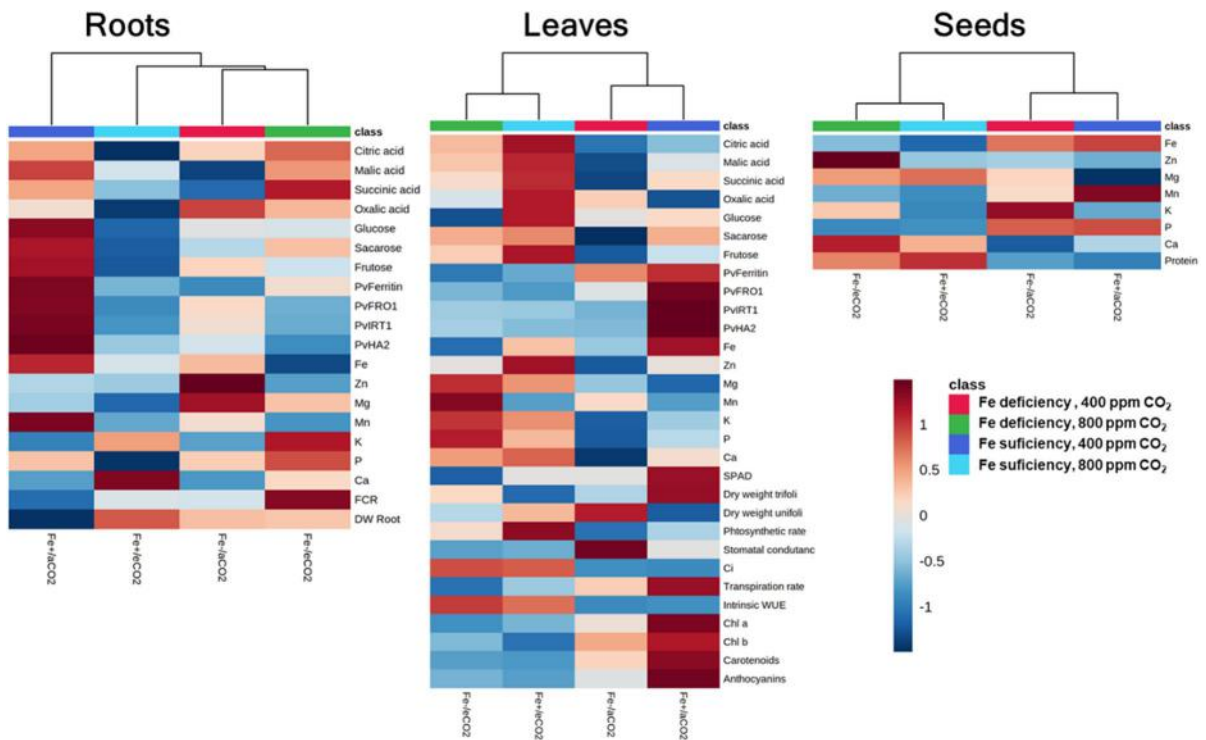 Roots
class
Citric acid
Malic acid
Succinic acid
Oxalic acid
Glucose
Sacarose
Frutose
PvFerritin
PvFRO1
PvIRT1
PvHA2
Fe
Zn
Mg
Mn
K
P
Ca
FCR
DW Root
Fe+/aCO2
Fe+/eCO2
Fe-/aCO2
Fe-/eCO2
Leaves
class
Citric acid
Malic acid
Succinic acid
Oxalic acid
Glucose
Sacarose
Frutose
PvFerritin
PvFRO1
PvIRT1
PvHA2
Fe
Zn
Mg
Mn
K
P
Ca
SPAD
Dry weight trifoli
Dry weight unifoli
Phtosynthetic rate
Stomatal condutanc
Ci
Transpiration rate
Intrinsic WUE
Chl a
Chl b
Carotenoids
Anthocyanins
Fe-/eCO2
Fe+/eCO2
Fe-/aCO2
Fe+/aCO2
Seeds
class
Fe
Zn
Mg
Mn
K
P
Ca
Protein
Fe-/eCO2
Fe+/eCO2
Fe-/aCO2
Fe+/aCO2
1
0.5
0
-0.5
-1
class
Fe deficiency, 400 ppm CO₂
Fe deficiency, 800 ppm CO₂
Fe suficiency, 400 ppm CO₂
Fe suficiency, 800 ppm CO₂